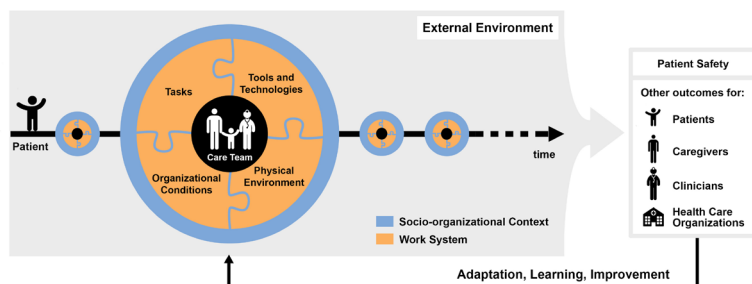 External Environment
Patient Safety
Other outcomes for:
Patients
Caregivers
Clinicians
Health Care
Organizations
Patient
Tasks
Tools and
Technologies
Care Team
Organizational
Conditions
Physical
Environment
time
Socio-organizational Context
Work System
Adaptation, Learning, Improvement